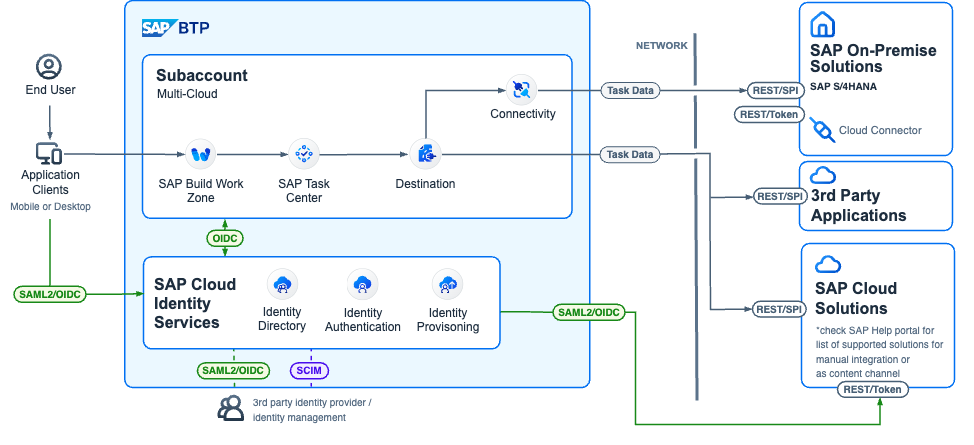 SAP BTP
NETWORK
Subaccount
Multi-Cloud
End User
Application
Clients
Mobile or Desktop
SAP Build Work
Zone
SAP Task
Center
Destination
Connectivity
Task Data
Task Data
REST/SPI
REST/Token
SAP On-Premise
Solutions
SAP S/4HANA
Cloud Connector
REST/SPI
3rd Party
Applications
REST/SPI
SAP Cloud
Solutions
*check SAP Help portal for
list of supported solutions for
manual integration or
as content channel
REST/Token
OIDC
SAML2/OIDC
SAP Cloud
Identity
Services
Identity
Directory
Identity
Authentication
Identity
Provisoning
SAML2/OIDC
SAML2/OIDC
SCIM
3rd party identity provider /
identity management